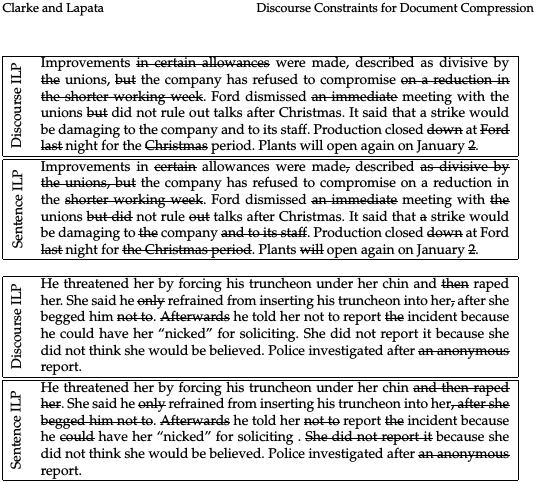 Clarke and Lapata Discourse Constraints for Document Compression
Discourse ILP
Improvements in certain allowances were made, described as divisive by
the unions, but the company has refused to compromise on a reduction in
the shorter working week. Ford dismissed an immediate meeting with the
unions but did not rule out talks after Christmas. It said that a strike would
be damaging to the company and to its staff. Production closed down at Ford
last night for the Christmas period. Plants will open again on January 2.
Sentence ILP
Improvements in certain allowances were made, described as divisive by
the unions, but the company has refused to compromise on a reduction in
the shorter working week. Ford dismissed an immediate meeting with the
unions but did not rule out talks after Christmas. It said that a strike would
be damaging to the company and to its staff. Production closed down at Ford
last night for the Christmas period. Plants will open again on January 2.
Discourse ILP
He threatened her by forcing his truncheon under her chin and then raped
her. She said he only refrained from inserting his truncheon into her, after she
begged him not to. Afterwards he told her not to report the incident because
he could have her “nicked” for soliciting. She did not report it because she
did not think she would be believed. Police investigated after an anonymous
report.
Sentence ILP
He threatened her by forcing his truncheon under her chin and then raped
her. She said he only refrained from inserting his truncheon into her, after she
begged him not to. Afterwards he told her not to report the incident because
he could have her “nicked” for soliciting . She did not report it because she
did not think she would be believed. Police investigated after an anonymous
report.